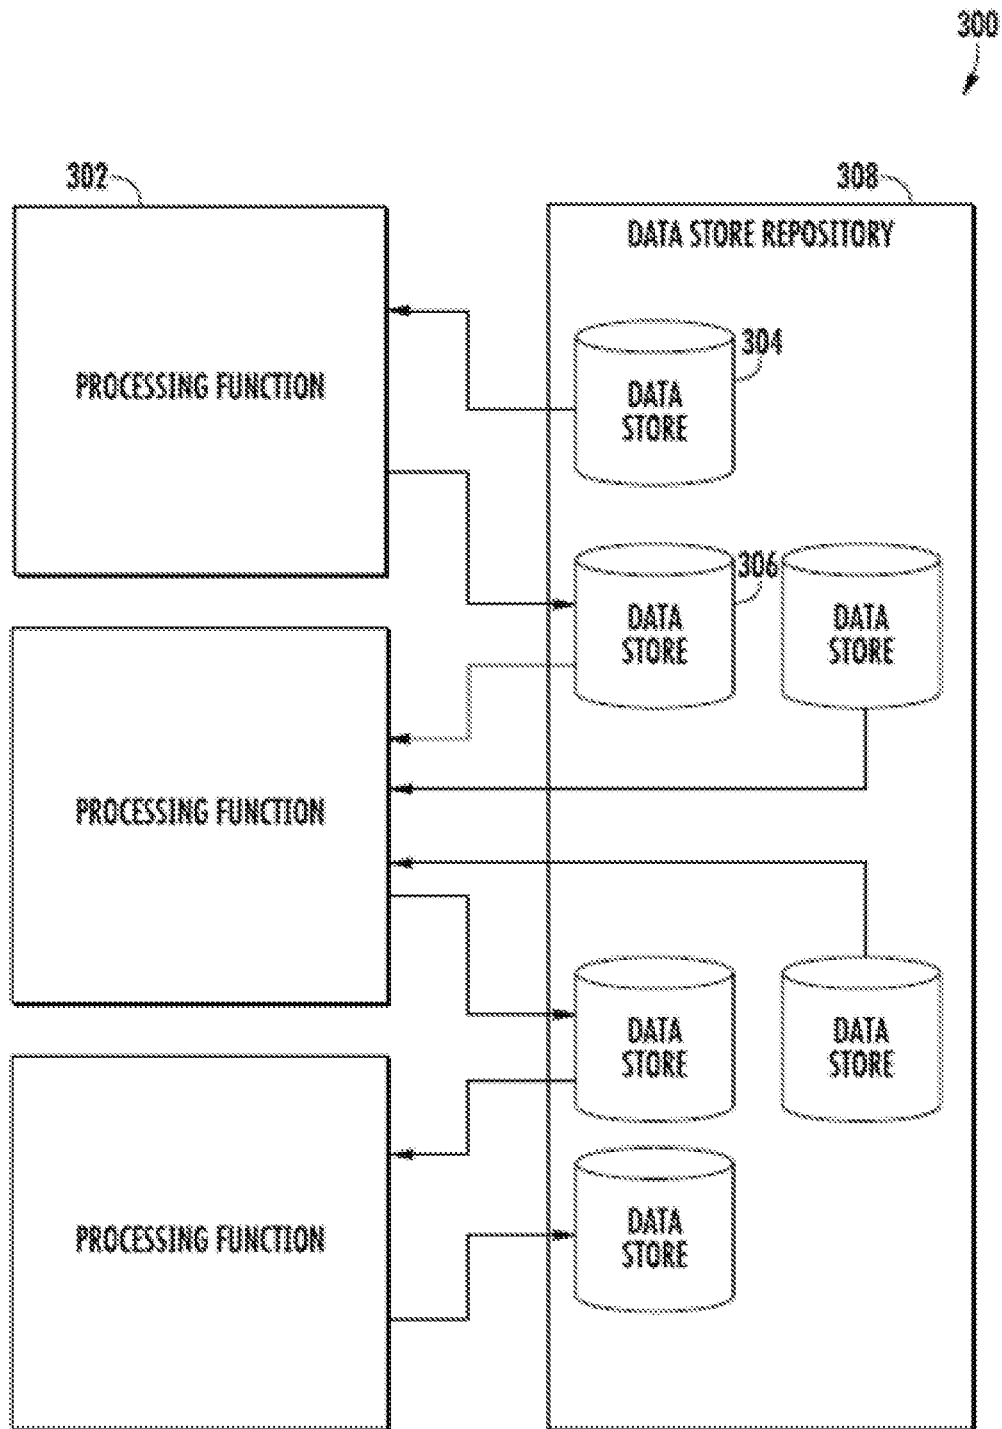 300
302
308
DATA STORE REPOSITORY
304
PROCESSING FUNCTION
DATA
STORE
306
DATA
STORE
DATA
STORE
PROCESSING FUNCTION
DATA
STORE
DATA
STORE
PROCESSING FUNCTION
DATA
STORE